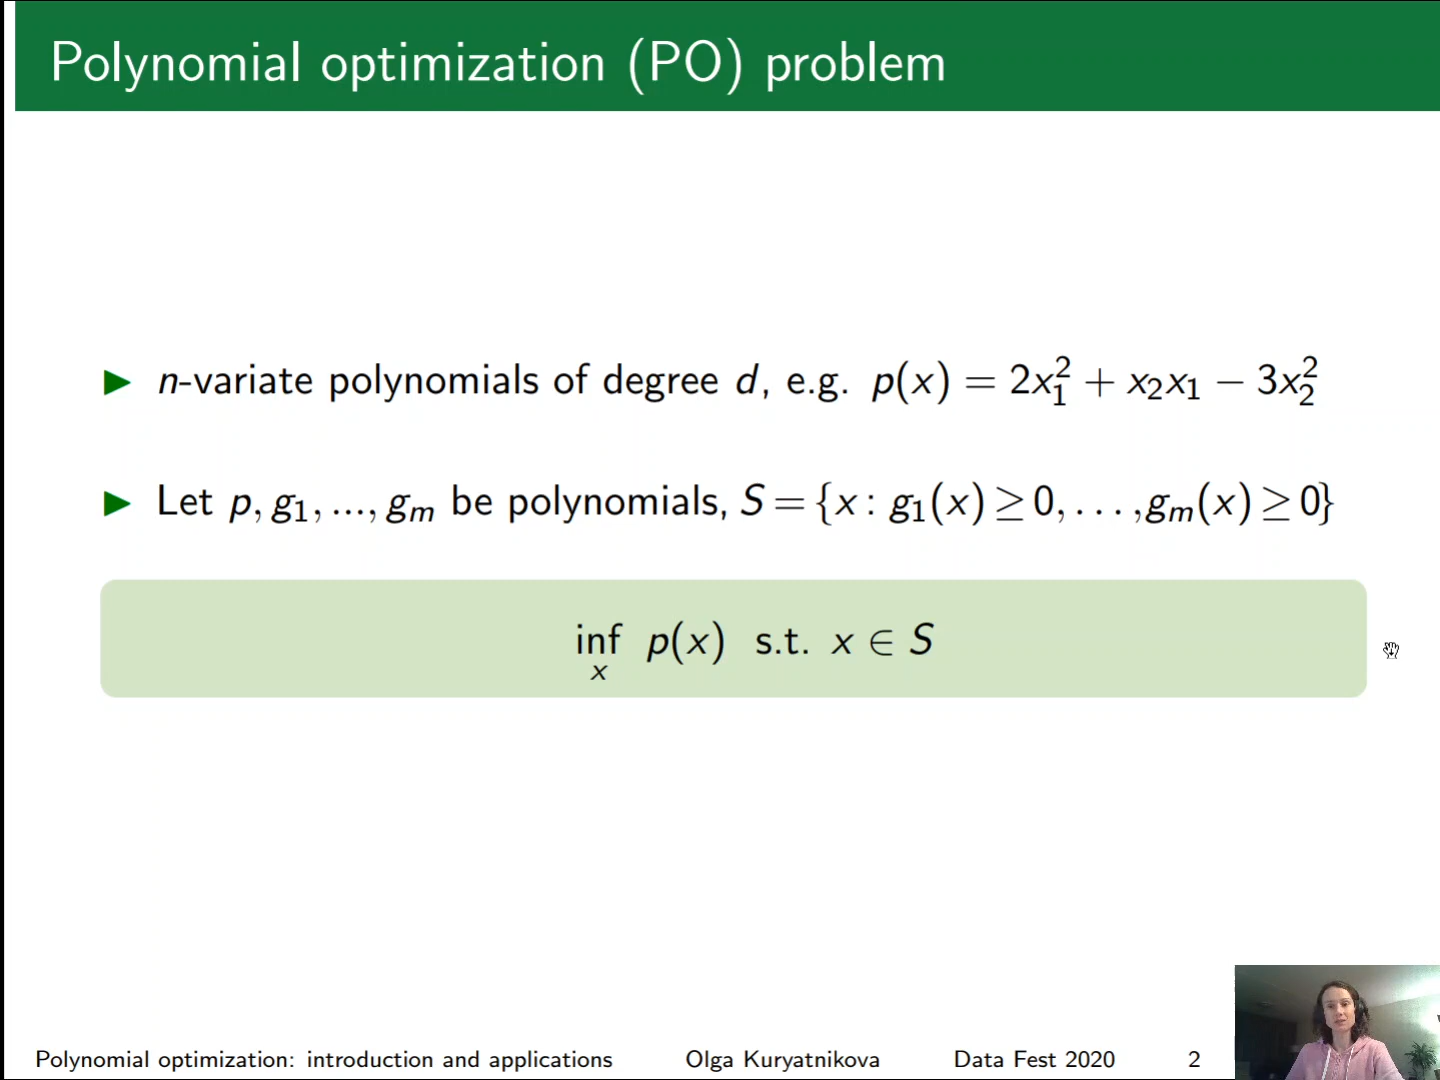 Polynomial optimization (PO) problem
▶ n-variate polynomials of degree d, e.g. p(x) = 2x₁² + x₂x₁ − 3x₂²
▶ Let p, g₁, ..., gₘ be polynomials, S = {x : g₁(x) ≥ 0, . . . , gₘ(x) ≥ 0}
inf p(x) s.t. x ∈ S
x
Polynomial optimization: introduction and applications Olga Kuryatnikova Data Fest 2020 2